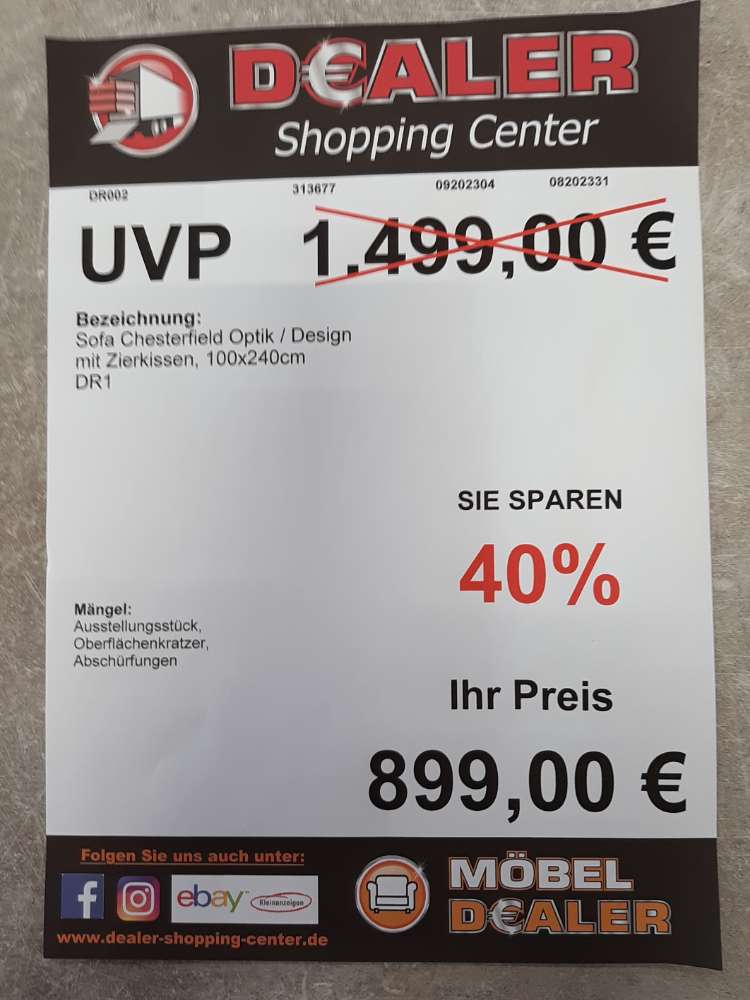 D€ALER
Shopping Center
DR002 313677 09202304 08202331
UVP 1.499,00 €
Bezeichnung:
Sofa Chesterfield Optik / Design
mit Zierkissen, 100x240cm
DR1
SIE SPAREN
40%
Mängel:
Ausstellungsstück,
Oberflächenkratzer,
Abschürfungen
Ihr Preis
899,00 €
Folgen Sie uns auch unter:
f ebay Kleinanzeigen
www.dealer-shopping-center.de
MÖBEL
D€ALER